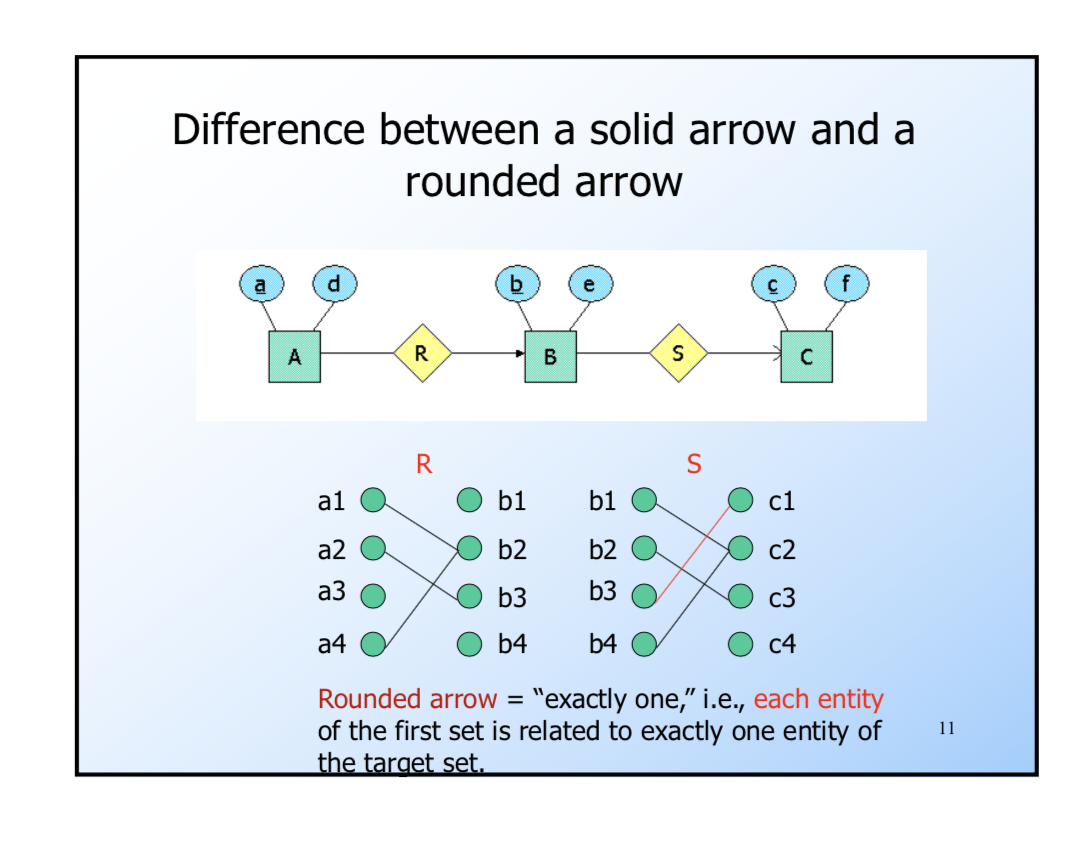 Difference between a solid arrow and a
rounded arrow
a d b e c f
A R B S C
R S
a1 b1 b1 c1
a2 b2 b2 c2
a3 b3 b3 c3
a4 b4 b4 c4
Rounded arrow = “exactly one,” i.e., each entity
of the first set is related to exactly one entity of
the target set.
11